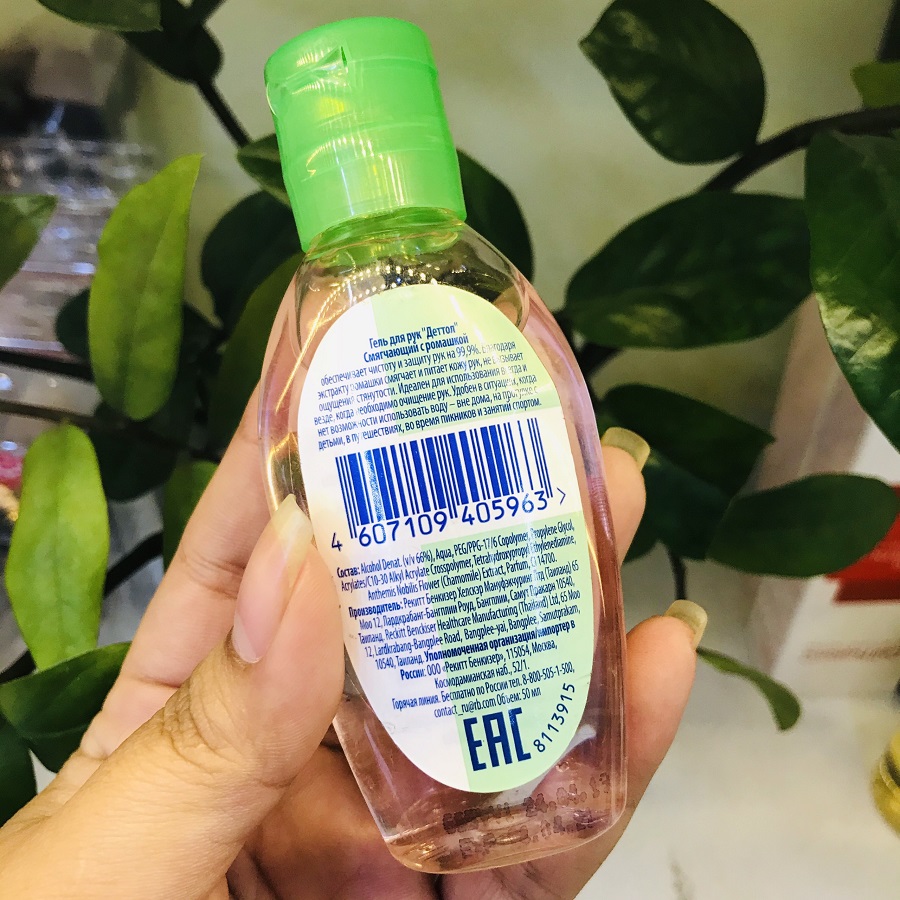 Гель для рук "Деттол"
Смягчающий с ромашкой
обеспечивает чистоту и защиту рук на 99,9%. Благодаря
экстракту ромашки смягчает и питает кожу рук, не вызывает
ощущения стянутости. Идеален для использования всегда и
везде, когда необходимо очищение рук. Удобен в ситуации, когда
нет возможности использовать воду – вне дома, на прогулке с
детьми, в путешествиях, во время пикников и занятий спортом.
4 607109 405963 >
Состав: Alcohol Denat. (v/v 66%), Aqua, PEG/PPG-17/6 Copolymer, Propylene Glycol,
Acrylates/C10-30 Alkyl Acrylate Crosspolymer, Tetrahydroxypropyl Ethylenediamine,
Anthemis Nobilis Flower (Chamomile) Extract, Parfum, CI 14700.
Производитель: Рекитт Бенкизер Хелскэр Мануфэкчуринг Лтд (Таиланд) 65
Моо 12, Лардкрабанг-Бангплии Роуд, Бангплии, Самут Пракарн 10540,
Таиланд. Reckitt Benckiser Healthcare Manufacturing (Thailand) Ltd, 65 Moo
12, Lardkrabang-Bangplee Road, Bangplee-yai, Bangplee, Samutprakarn,
10540, Таиланд. Уполномоченная организация/импортер в
России: ООО «Рекитт Бенкизер», 115054, Москва,
Космодамианская наб., 52/1.
Горячая линия. Бесплатно по России тел. 8-800-505-1-500,
contact_ru@rb.com Объем: 50 мл
EAC
8113915